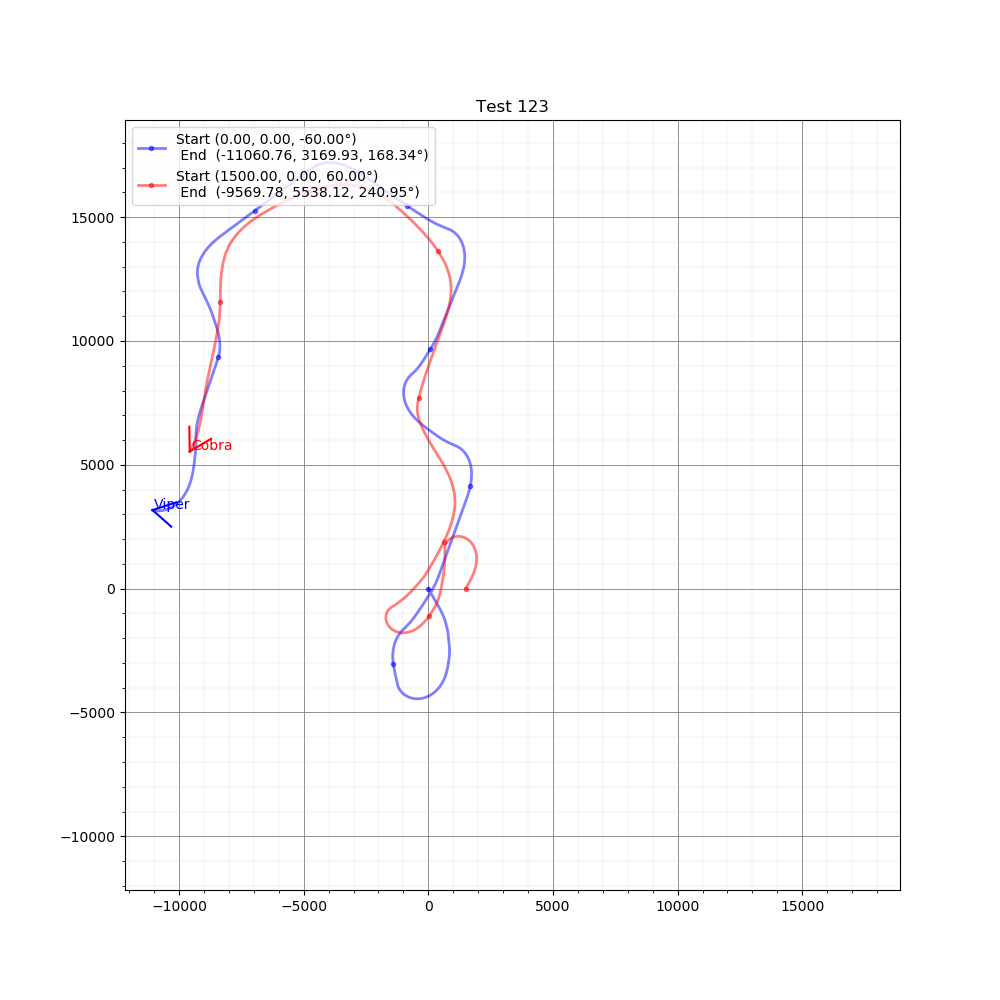 Test 123
Start (0.00, 0.00, -60.00°)
End (-11060.76, 3169.93, 168.34°)
Start (1500.00, 0.00, 60.00°)
End (-9569.78, 5538.12, 240.95°)
15000
10000
Cobra
5000
Viper
0
−5000
−10000
−10000
−5000
0
5000
10000
15000